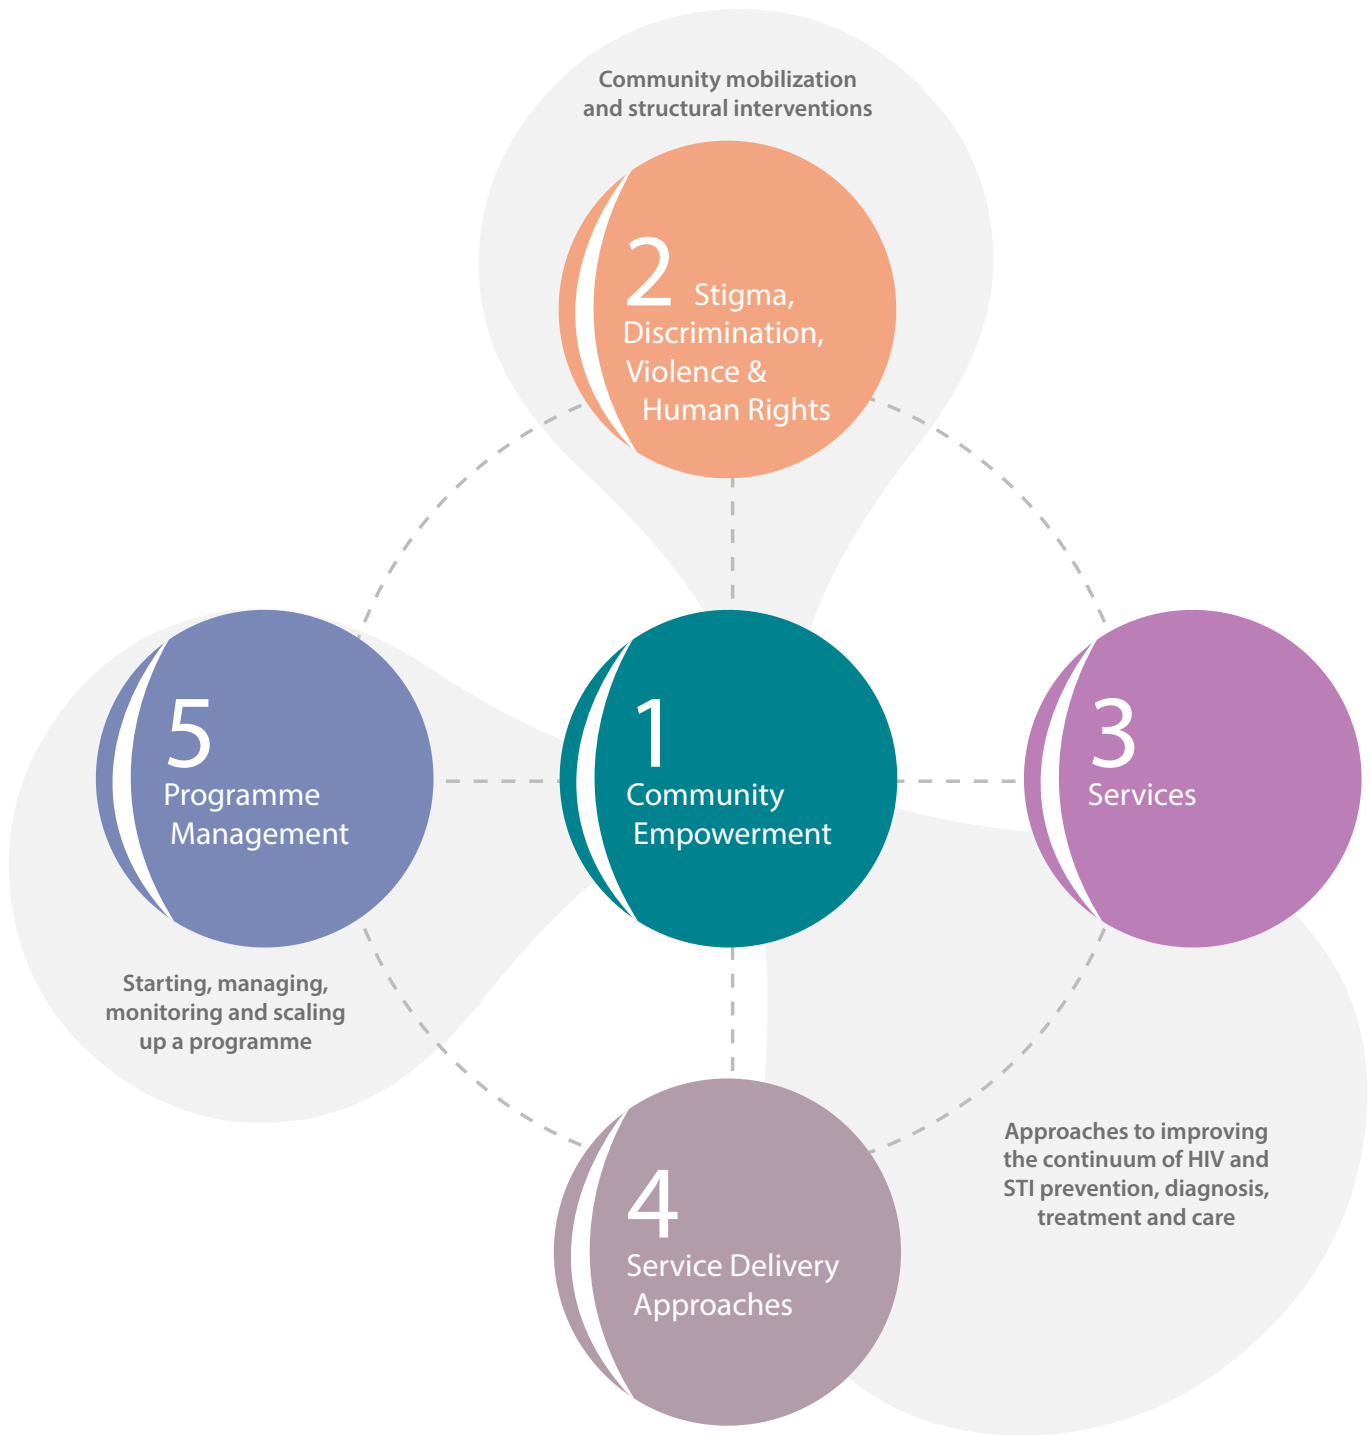 Community mobilization
and structural interventions
2 Stigma,
Discrimination,
Violence &
Human Rights
5
Programme
Management
1
Community
Empowerment
3
Services
Starting, managing,
monitoring and scaling
up a programme
Approaches to improving
the continuum of HIV and
STI prevention, diagnosis,
treatment and care
4
Service Delivery
Approaches